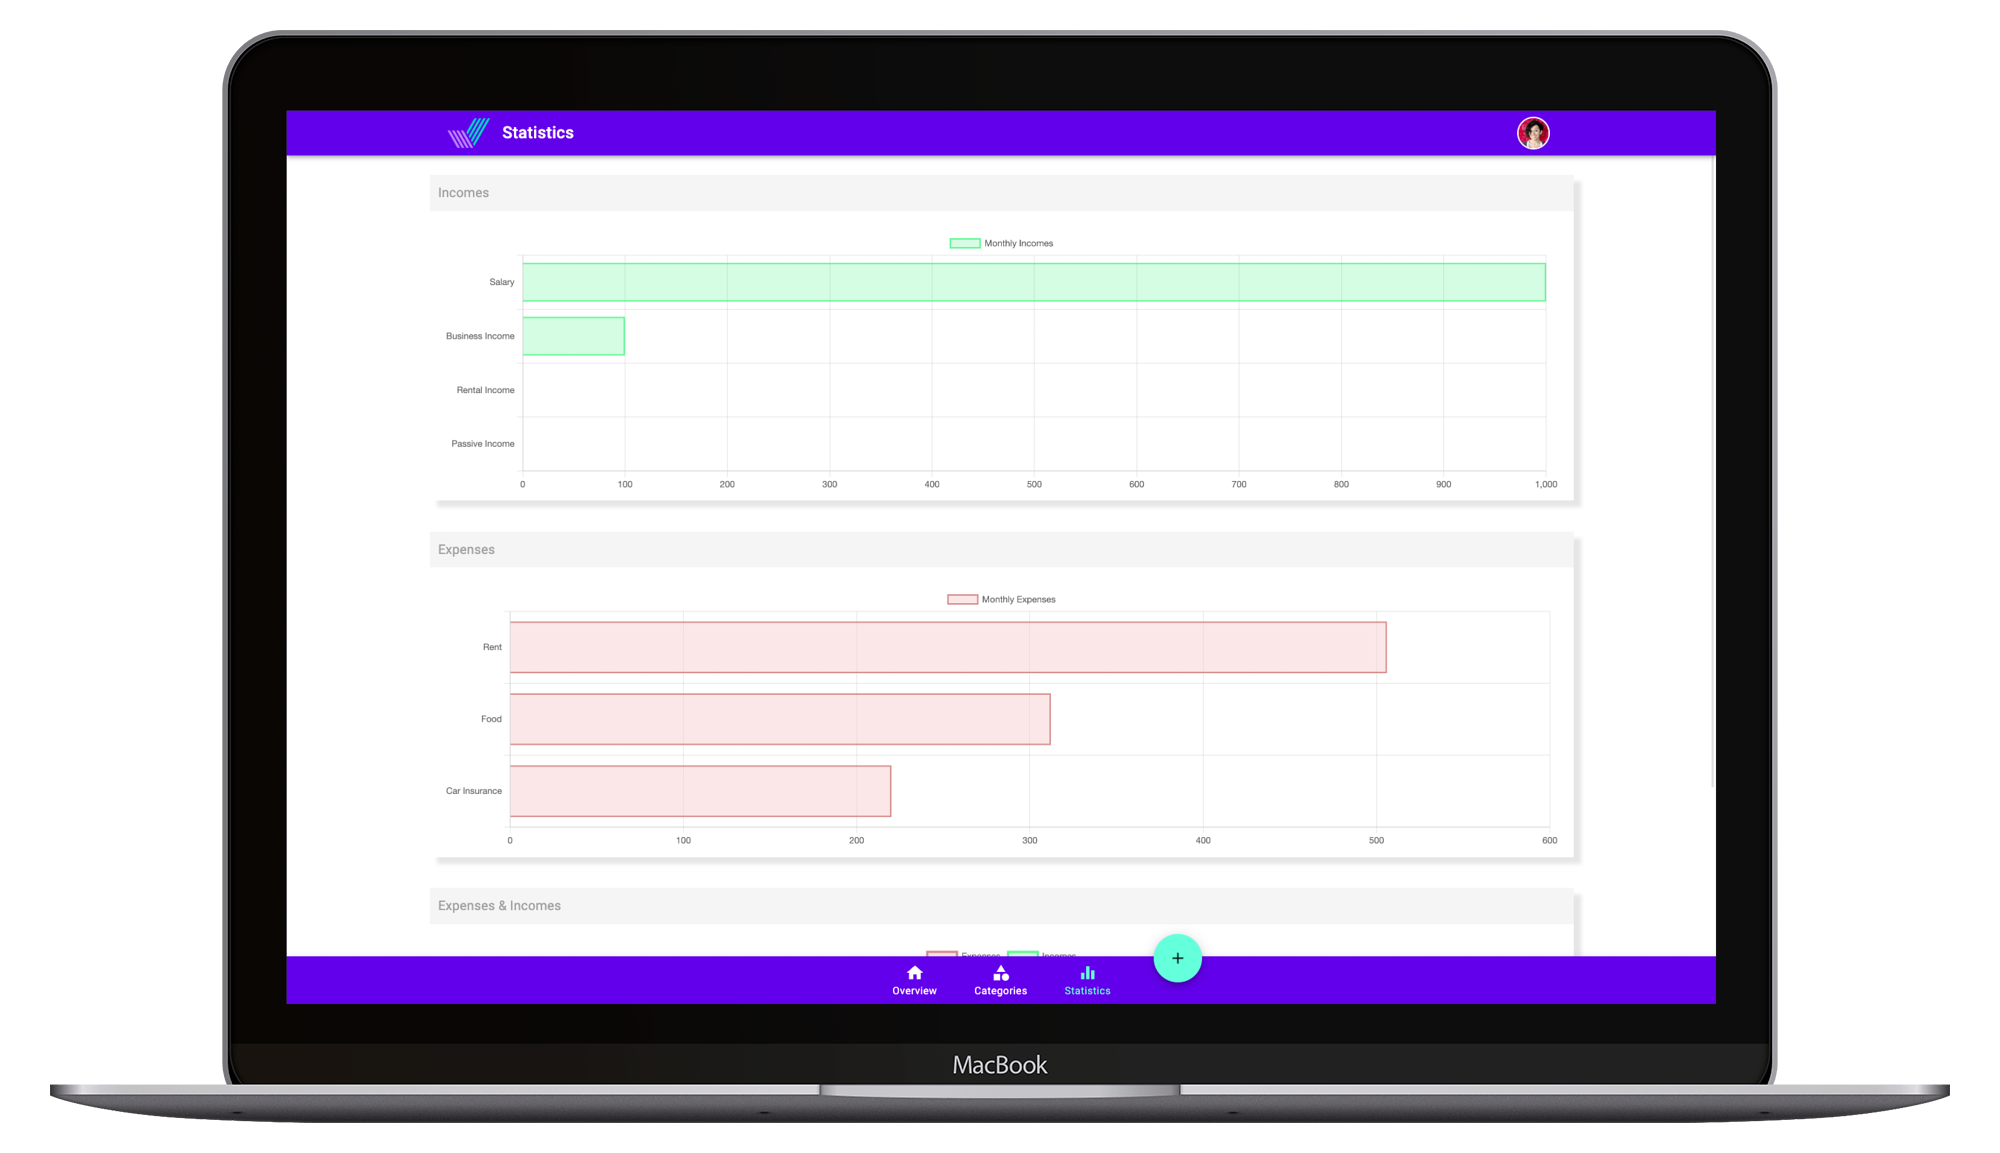 Statistics
Incomes
Monthly Incomes
Salary
Business Income
Rental Income
Passive Income
0 100 200 300 400 500 600 700 800 900 1,000
Expenses
Monthly Expenses
Rent
Food
Car Insurance
0 100 200 300 400 500 600
Expenses & Incomes
Expenses Incomes
+
Overview Categories Statistics
MacBook